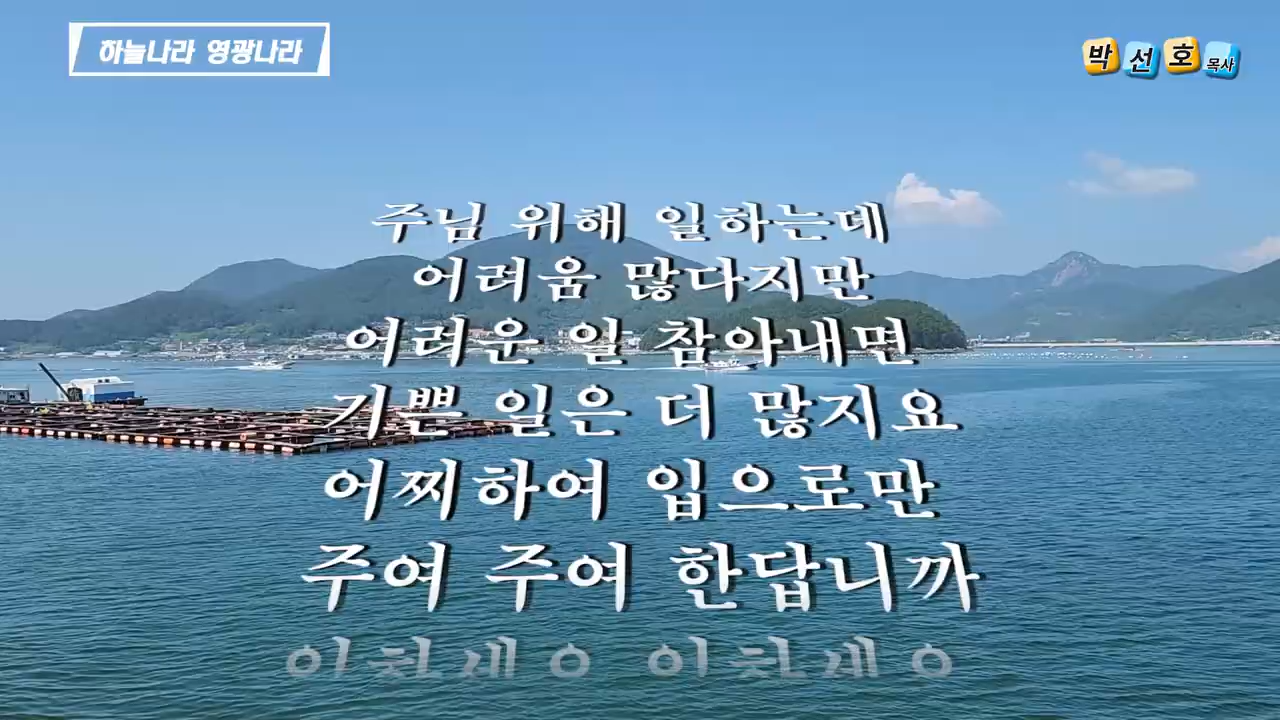 하늘나라 영광나라
박선호 목사
주님 위해 일하는데
어려움 많다지만
어려운 일 참아내면
기쁜 일은 더 많지요
어찌하여 입으로만
주여 주여 한답니까